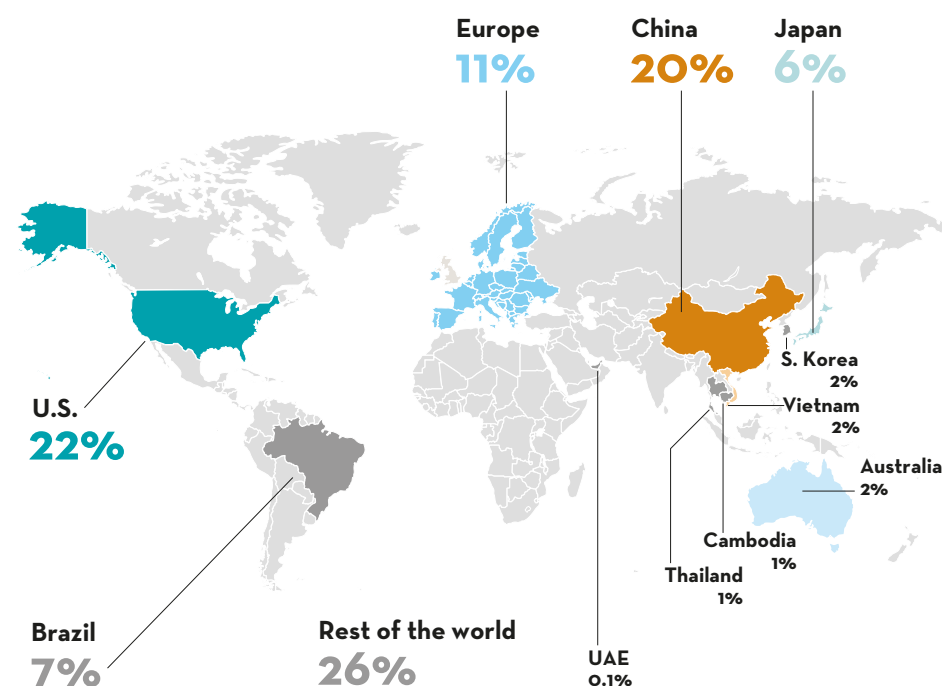 Europe
11%
China
20%
Japan
6%
S. Korea
2%
U.S.
22%
Vietnam
2%
Australia
2%
Cambodia
1%
Thailand
1%
Brazil
7%
Rest of the world
26%
UAE
0.1%